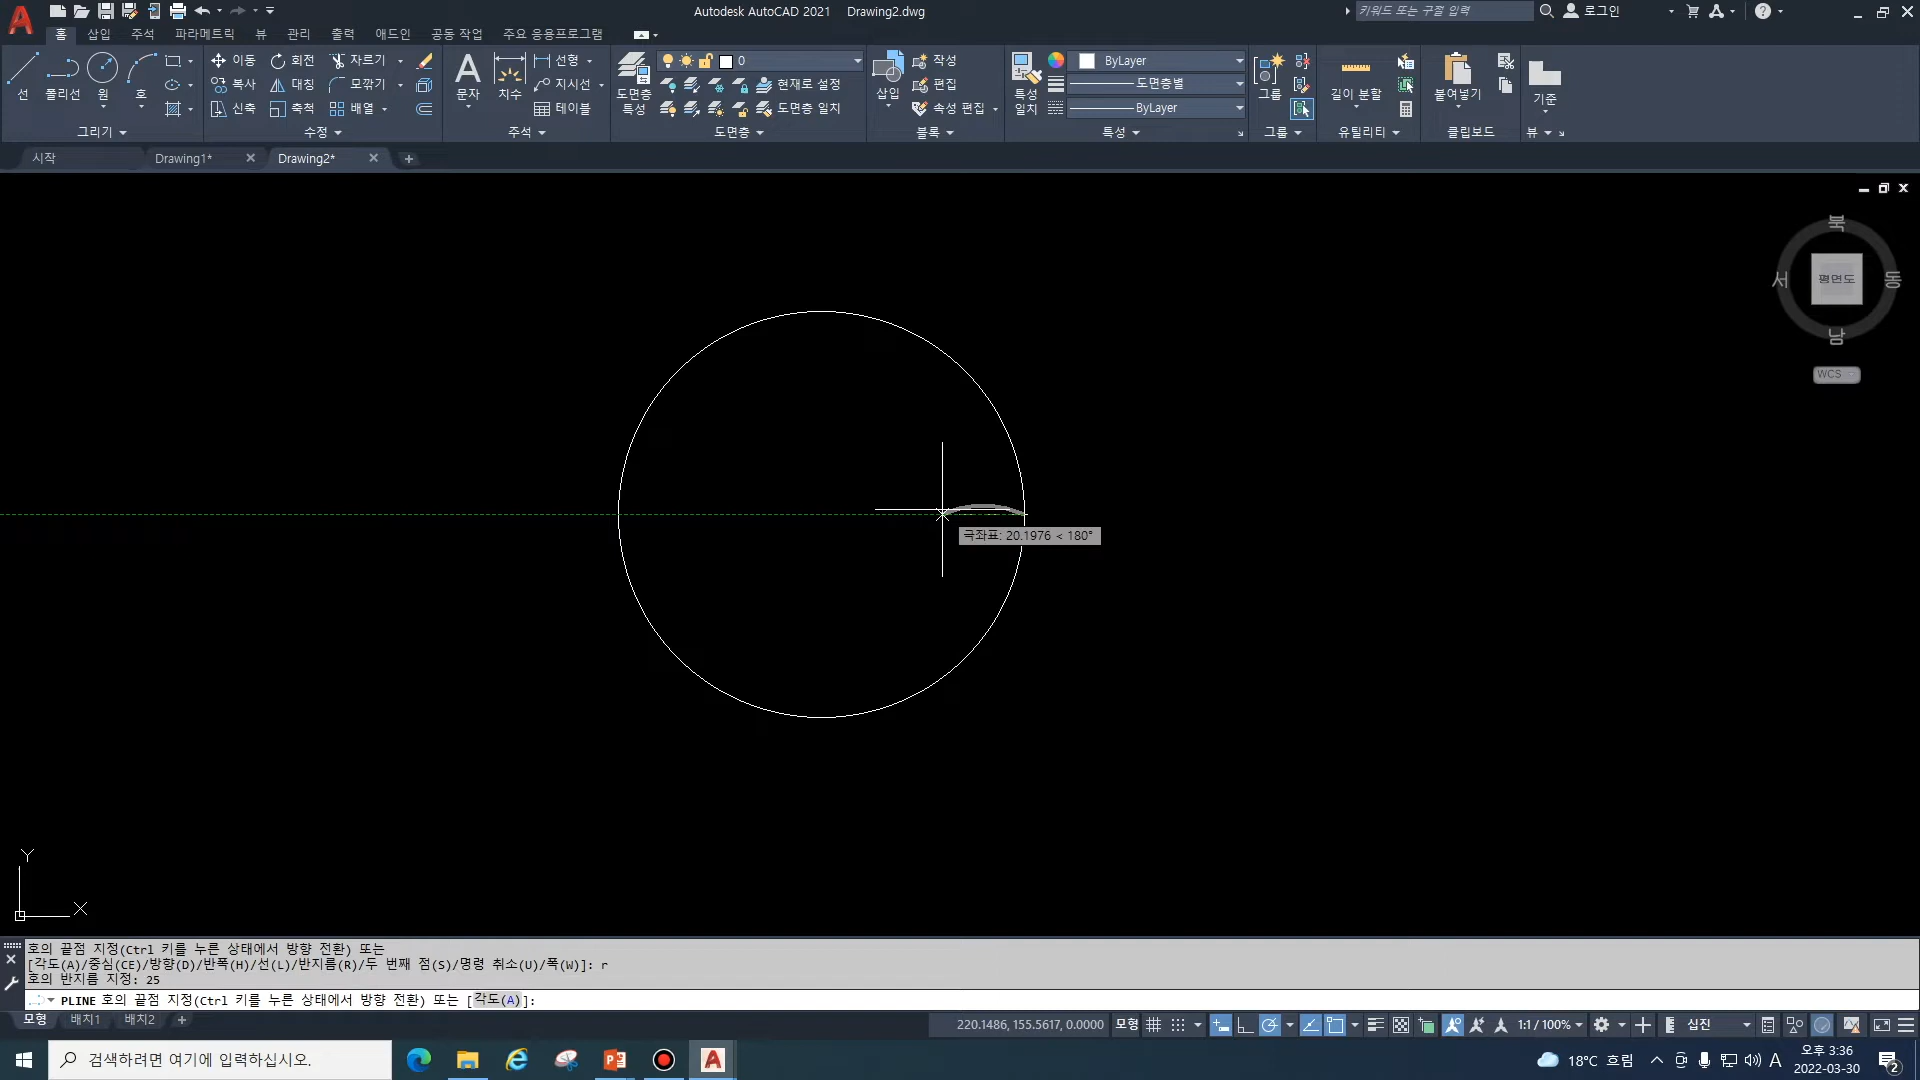 Autodesk AutoCAD 2021 Drawing2.dwg
키워드 또는 구절 입력
로그인
홈 삽입 주석 파라메트릭 뷰 관리 출력 애드인 공동 작업 주요 응용프로그램
선 폴리선 원 호
이동 회전 자르기
복사 대칭 모깎기
신축 축척 배열
문자 치수
선형
지시선
테이블
도면층 특성
0
현재로 설정
도면층 일치
삽입
작성
편집
속성 편집
특성 일치
ByLayer
도면층별
ByLayer
그룹 길이 분할 붙여넣기 기준
그리기 수정 주석 도면층 블록 특성 그룹 유틸리티 클립보드 뷰
시작 Drawing1* Drawing2*
북
서 평면도 동
남
WCS
극좌표: 20.1976 < 180°
Y
X
호의 끝점 지정(Ctrl 키를 누른 상태에서 방향 전환) 또는
[각도(A)/중심(CE)/방향(D)/반폭(H)/선(L)/반지름(R)/두 번째 점(S)/명령 취소(U)/폭(W)]: r
호의 반지름 지정: 25
PLINE 호의 끝점 지정(Ctrl 키를 누른 상태에서 방향 전환) 또는 [각도(A)]:
모형 배치1 배치2
220.1486, 155.5617, 0.0000 모형 1:1 / 100% 십진
검색하려면 여기에 입력하십시오.
18°C 흐림 A 오후 3:36
2022-03-30
2